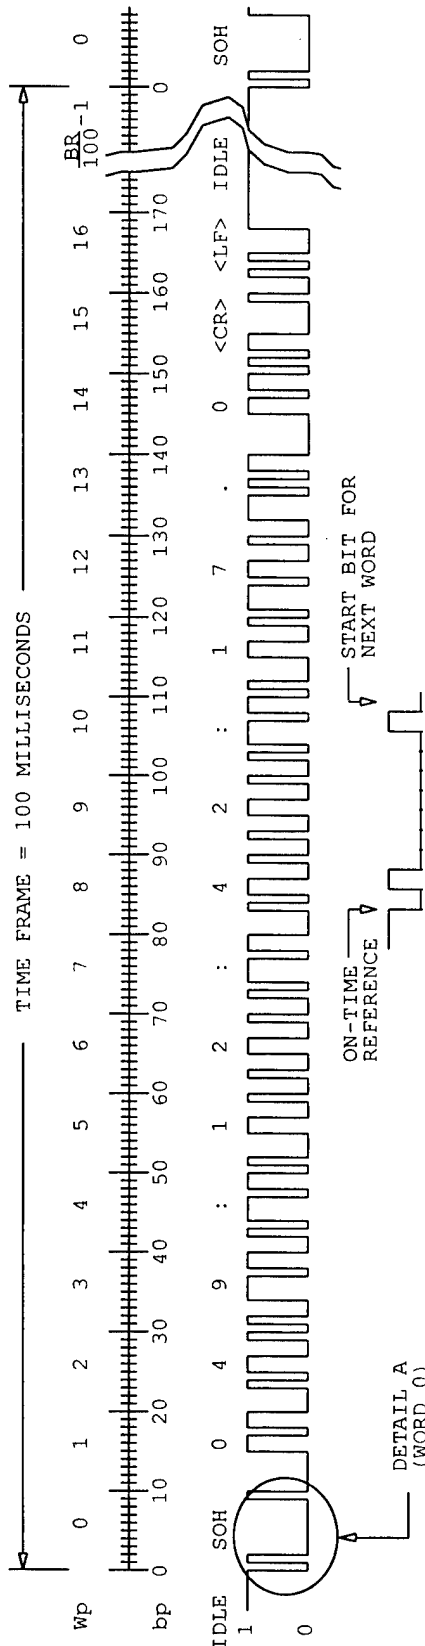 TIME FRAME = 100 MILLISECONDS
Wp 0 1 2 3 4 5 6 7 8 9 10 11 12 13 14 15 16 BR/100 -1 0
bp 0 10 20 30 40 50 60 70 80 90 100 110 120 130 140 150 160 170 0
IDLE SOH 0 4 9 : 1 2 : 4 2 : 1 7 . 0 <CR> <LF> IDLE SOH
1
0
DETAIL A
(WORD 0)
ON-TIME
REFERENCE
START BIT FOR
NEXT WORD